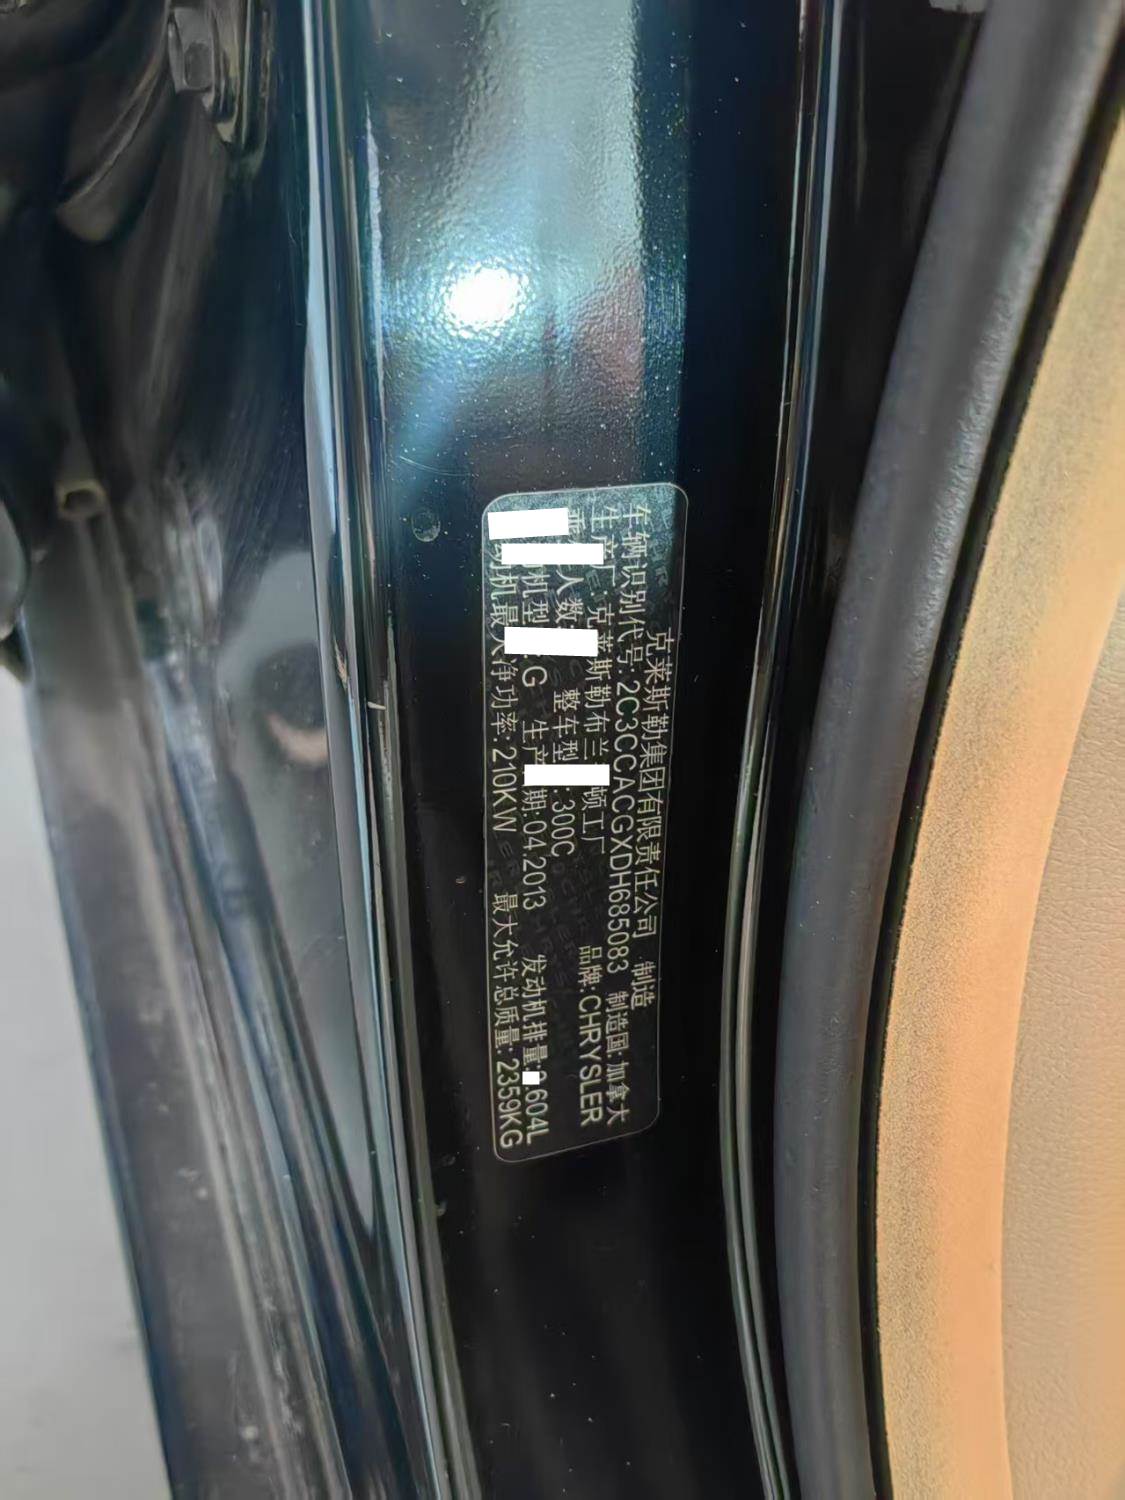 克莱斯勒集团有限责任公司 制造
车辆识别代号: 2C3CCACGXDH685083 制造国: 加拿大
生产厂 克莱斯勒布兰顿工厂 品牌: CHRYSLER
人数 整车型 : 300C
机型 : G 生产 期: 04.2013 发动机排量: .604L
机最大净功率: 210KW 最大允许总质量: 2359KG